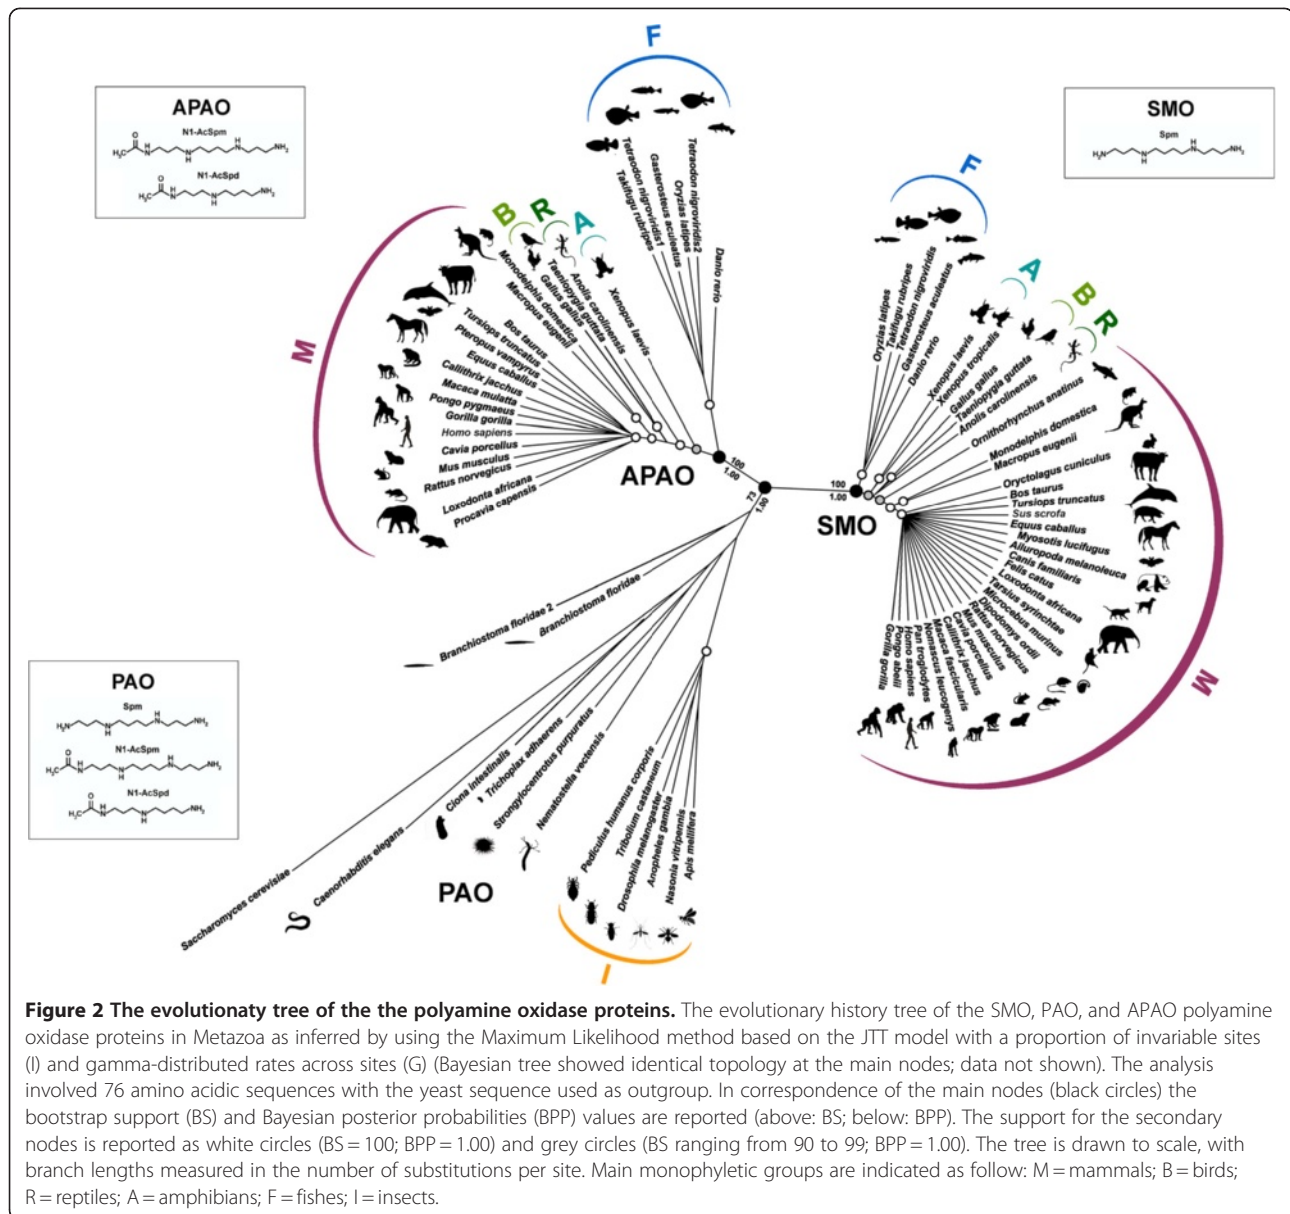 F
APAO
N1-AcSpm
O
H
H₃C
N
H
N
H
N
NH₂
N1-AcSpd
O
H
H₃C
N
N
H
NH₂
SMO
Spm
H
H₂N
N
H
N
NH₂
F
B
R
A
Takifugu rubripes
Tetraodon nigroviridis1
Gasterosteus aculeatus
Oryzias latipes
Tetraodon nigroviridis2
Danio rerio
M
Monodelphis domestica
Macropus eugenii
Gallus gallus
Taeniopygia guttata
Anolis carolinensis
Xenopus laevis
Bos taurus
Tursiops truncatus
Pteropus vampyrus
Equus caballus
Callithrix jacchus
Macaca mulatta
Pongo pygmaeus
Gorilla gorilla
Homo sapiens
Cavia porcellus
Mus musculus
Rattus norvegicus
Loxodonta africana
Procavia capensis
APAO
100
1.00
73
1.00
100
1.00
SMO
A
B
R
Oryzias latipes
Takifugu rubripes
Tetraodon nigroviridis
Gasterosteus aculeatus
Danio rerio
Xenopus laevis
Xenopus tropicalis
Gallus gallus
Taeniopygia guttata
Anolis carolinensis
Ornithorhynchus anatinus
Monodelphis domestica
Macropus eugenii
Oryctolagus cuniculus
Bos taurus
Tursiops truncatus
Sus scrofa
Equus caballus
Myosotis lucifugus
Ailuropoda melanoleuca
Canis familiaris
Felis catus
Loxodonta africana
Tarsius syrinchtae
Microcebus murinus
Dipodomys ordii
Rattus norvegicus
Mus musculus
Cavia porcellus
Callithrix jacchus
Macaca fascicularis
Nomascus leucogenys
Pan troglodytes
Homo sapiens
Pongo abelii
Gorilla gorilla
M
Branchiostoma floridae 2
Branchiostoma floridae
PAO
Spm
H
H₂N
N
H
N
NH₂
N1-AcSpm
O
H
H₃C
N
H
N
H
N
NH₂
N1-AcSpd
O
H
H₃C
N
N
H
NH₂
Saccharomyces cerevisiae
Caenorhabditis elegans
Ciona intestinalis
Trichoplax adhaerens
Strongylocentrotus purpuratus
Nematostella vectensis
PAO
Pediculus humanus corporis
Tribolium castaneum
Drosophila melanogaster
Anopheles gambia
Nasonia vitripennis
Apis mellifera
I
Figure 2 The evolutionaty tree of the the polyamine oxidase proteins. The evolutionary history tree of the SMO, PAO, and APAO polyamine
oxidase proteins in Metazoa as inferred by using the Maximum Likelihood method based on the JTT model with a proportion of invariable sites
(I) and gamma-distributed rates across sites (G) (Bayesian tree showed identical topology at the main nodes; data not shown). The analysis
involved 76 amino acidic sequences with the yeast sequence used as outgroup. In correspondence of the main nodes (black circles) the
bootstrap support (BS) and Bayesian posterior probabilities (BPP) values are reported (above: BS; below: BPP). The support for the secondary
nodes is reported as white circles (BS = 100; BPP = 1.00) and grey circles (BS ranging from 90 to 99; BPP = 1.00). The tree is drawn to scale, with
branch lengths measured in the number of substitutions per site. Main monophyletic groups are indicated as follow: M = mammals; B = birds;
R = reptiles; A = amphibians; F = fishes; I = insects.